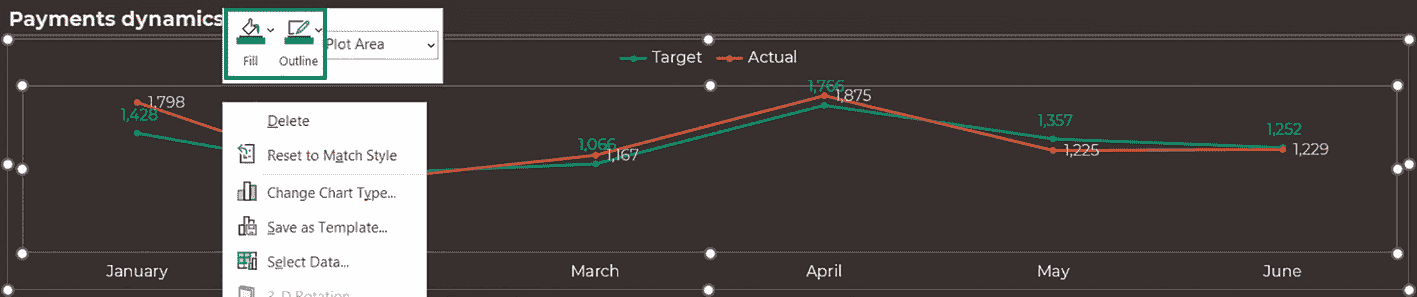 Payments dynamics
Fill
Outline
Plot Area
Target
Actual
1,798
1,428
1,066
1,167
1,766
1,875
1,357
1,225
1,252
1,229
Delete
Reset to Match Style
Change Chart Type...
Save as Template...
Select Data...
3-D Rotation
January
March
April
May
June